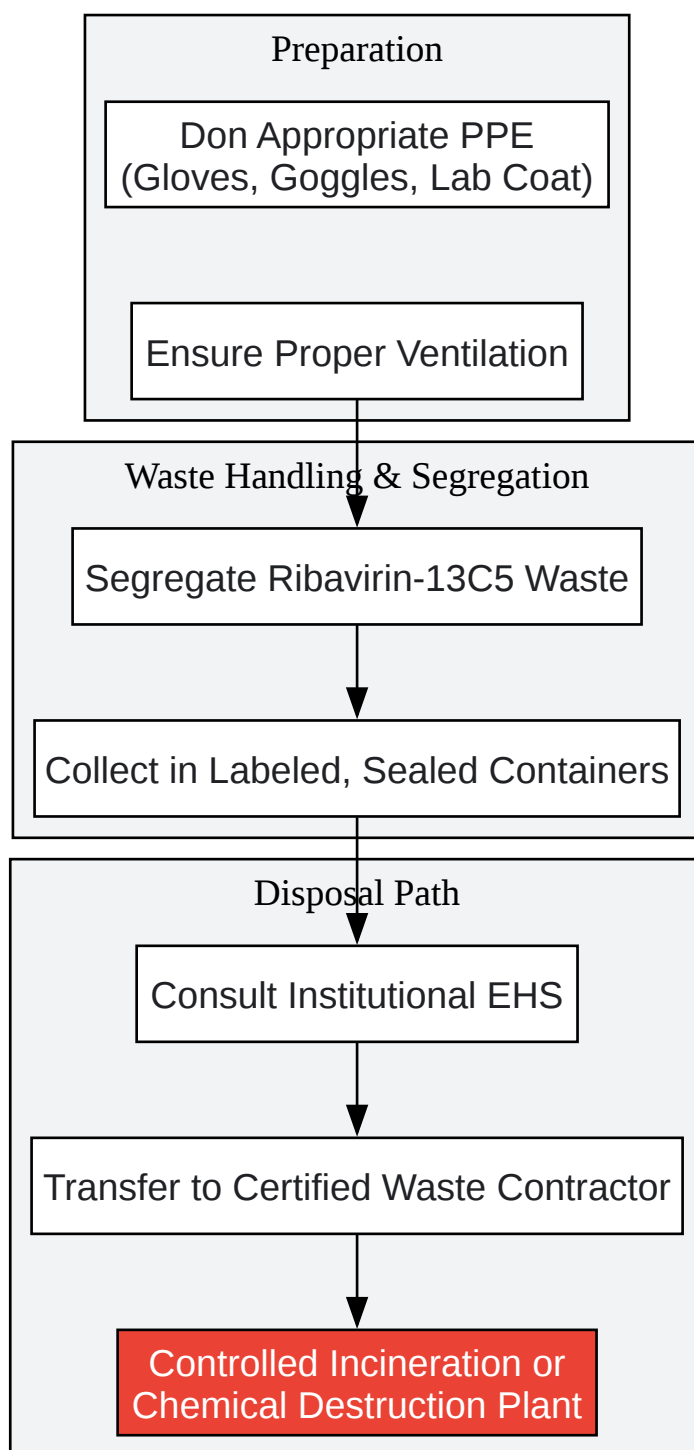 Preparation
Don Appropriate PPE
(Gloves, Goggles, Lab Coat)
Ensure Proper Ventilation
Waste Handling & Segregation
Segregate Ribavirin-13C5 Waste
Collect in Labeled, Sealed Containers
Disposal Path
Consult Institutional EHS
Transfer to Certified Waste Contractor
Controlled Incineration or
Chemical Destruction Plant